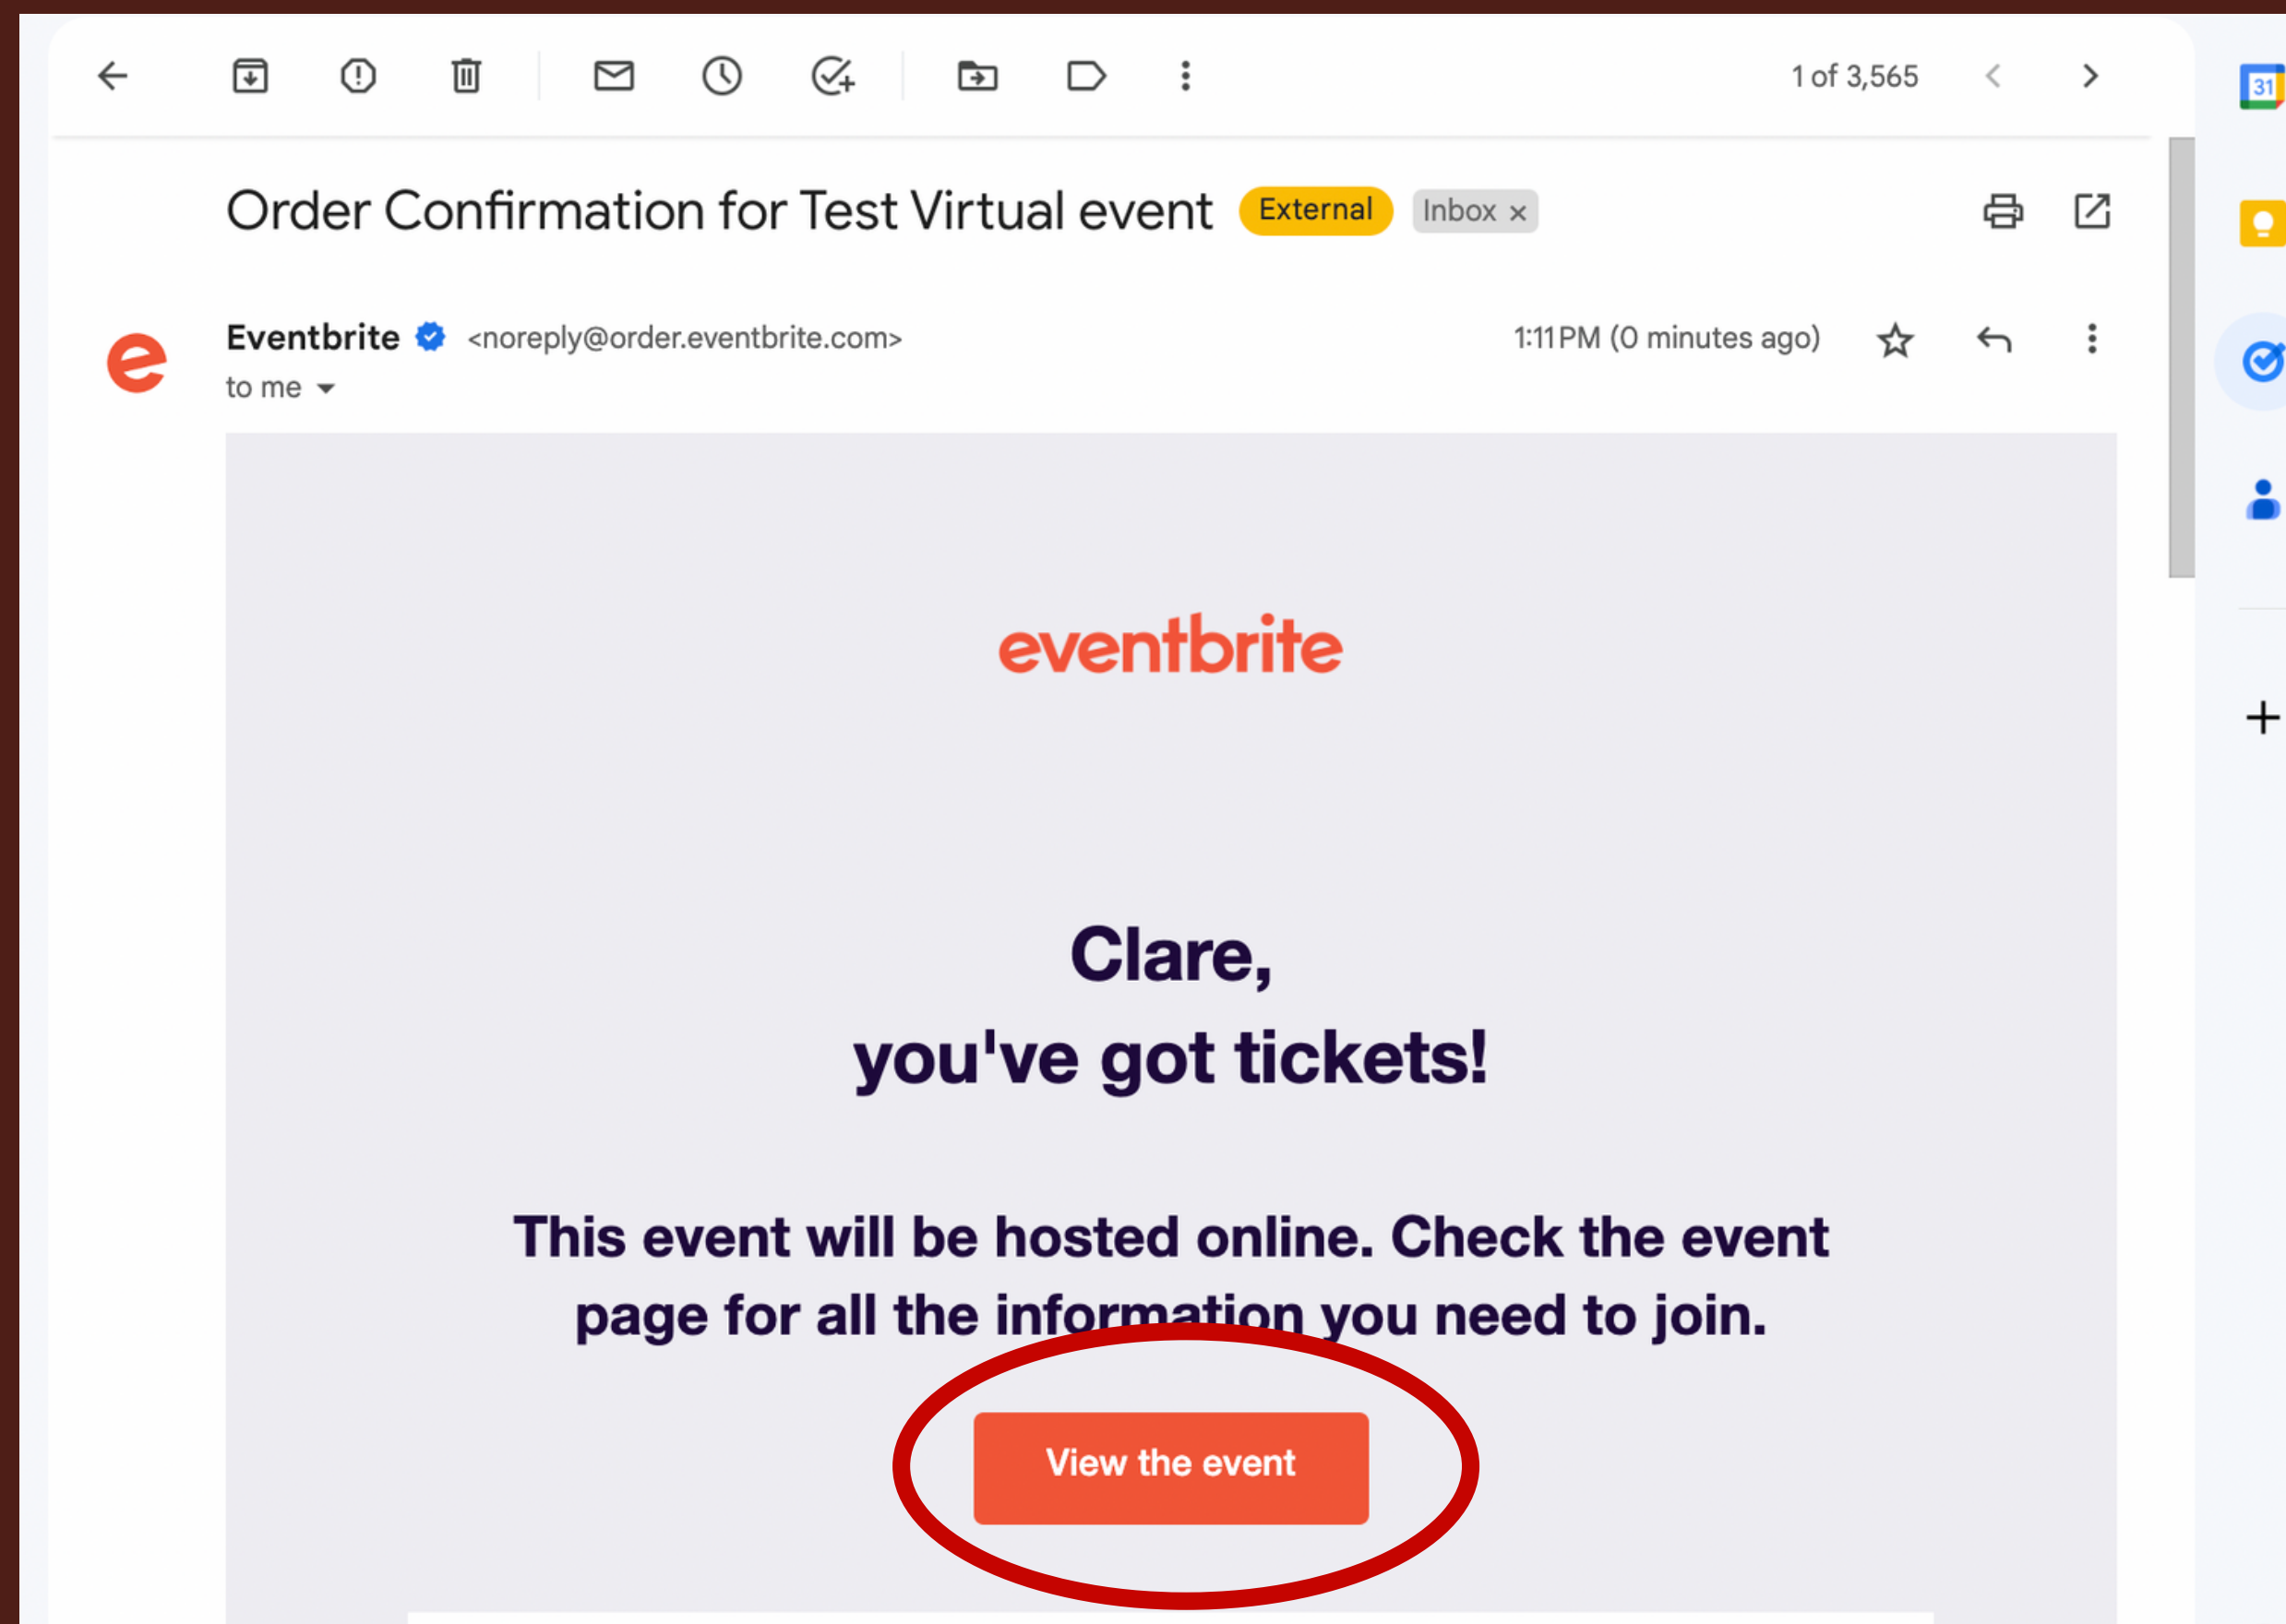 1 of 3,565
31
Order Confirmation for Test Virtual event External Inbox ×
Eventbrite <noreply@order.eventbrite.com> 1:11 PM (0 minutes ago)
to me
eventbrite
Clare,
you've got tickets!
This event will be hosted online. Check the event
page for all the information you need to join.
View the event